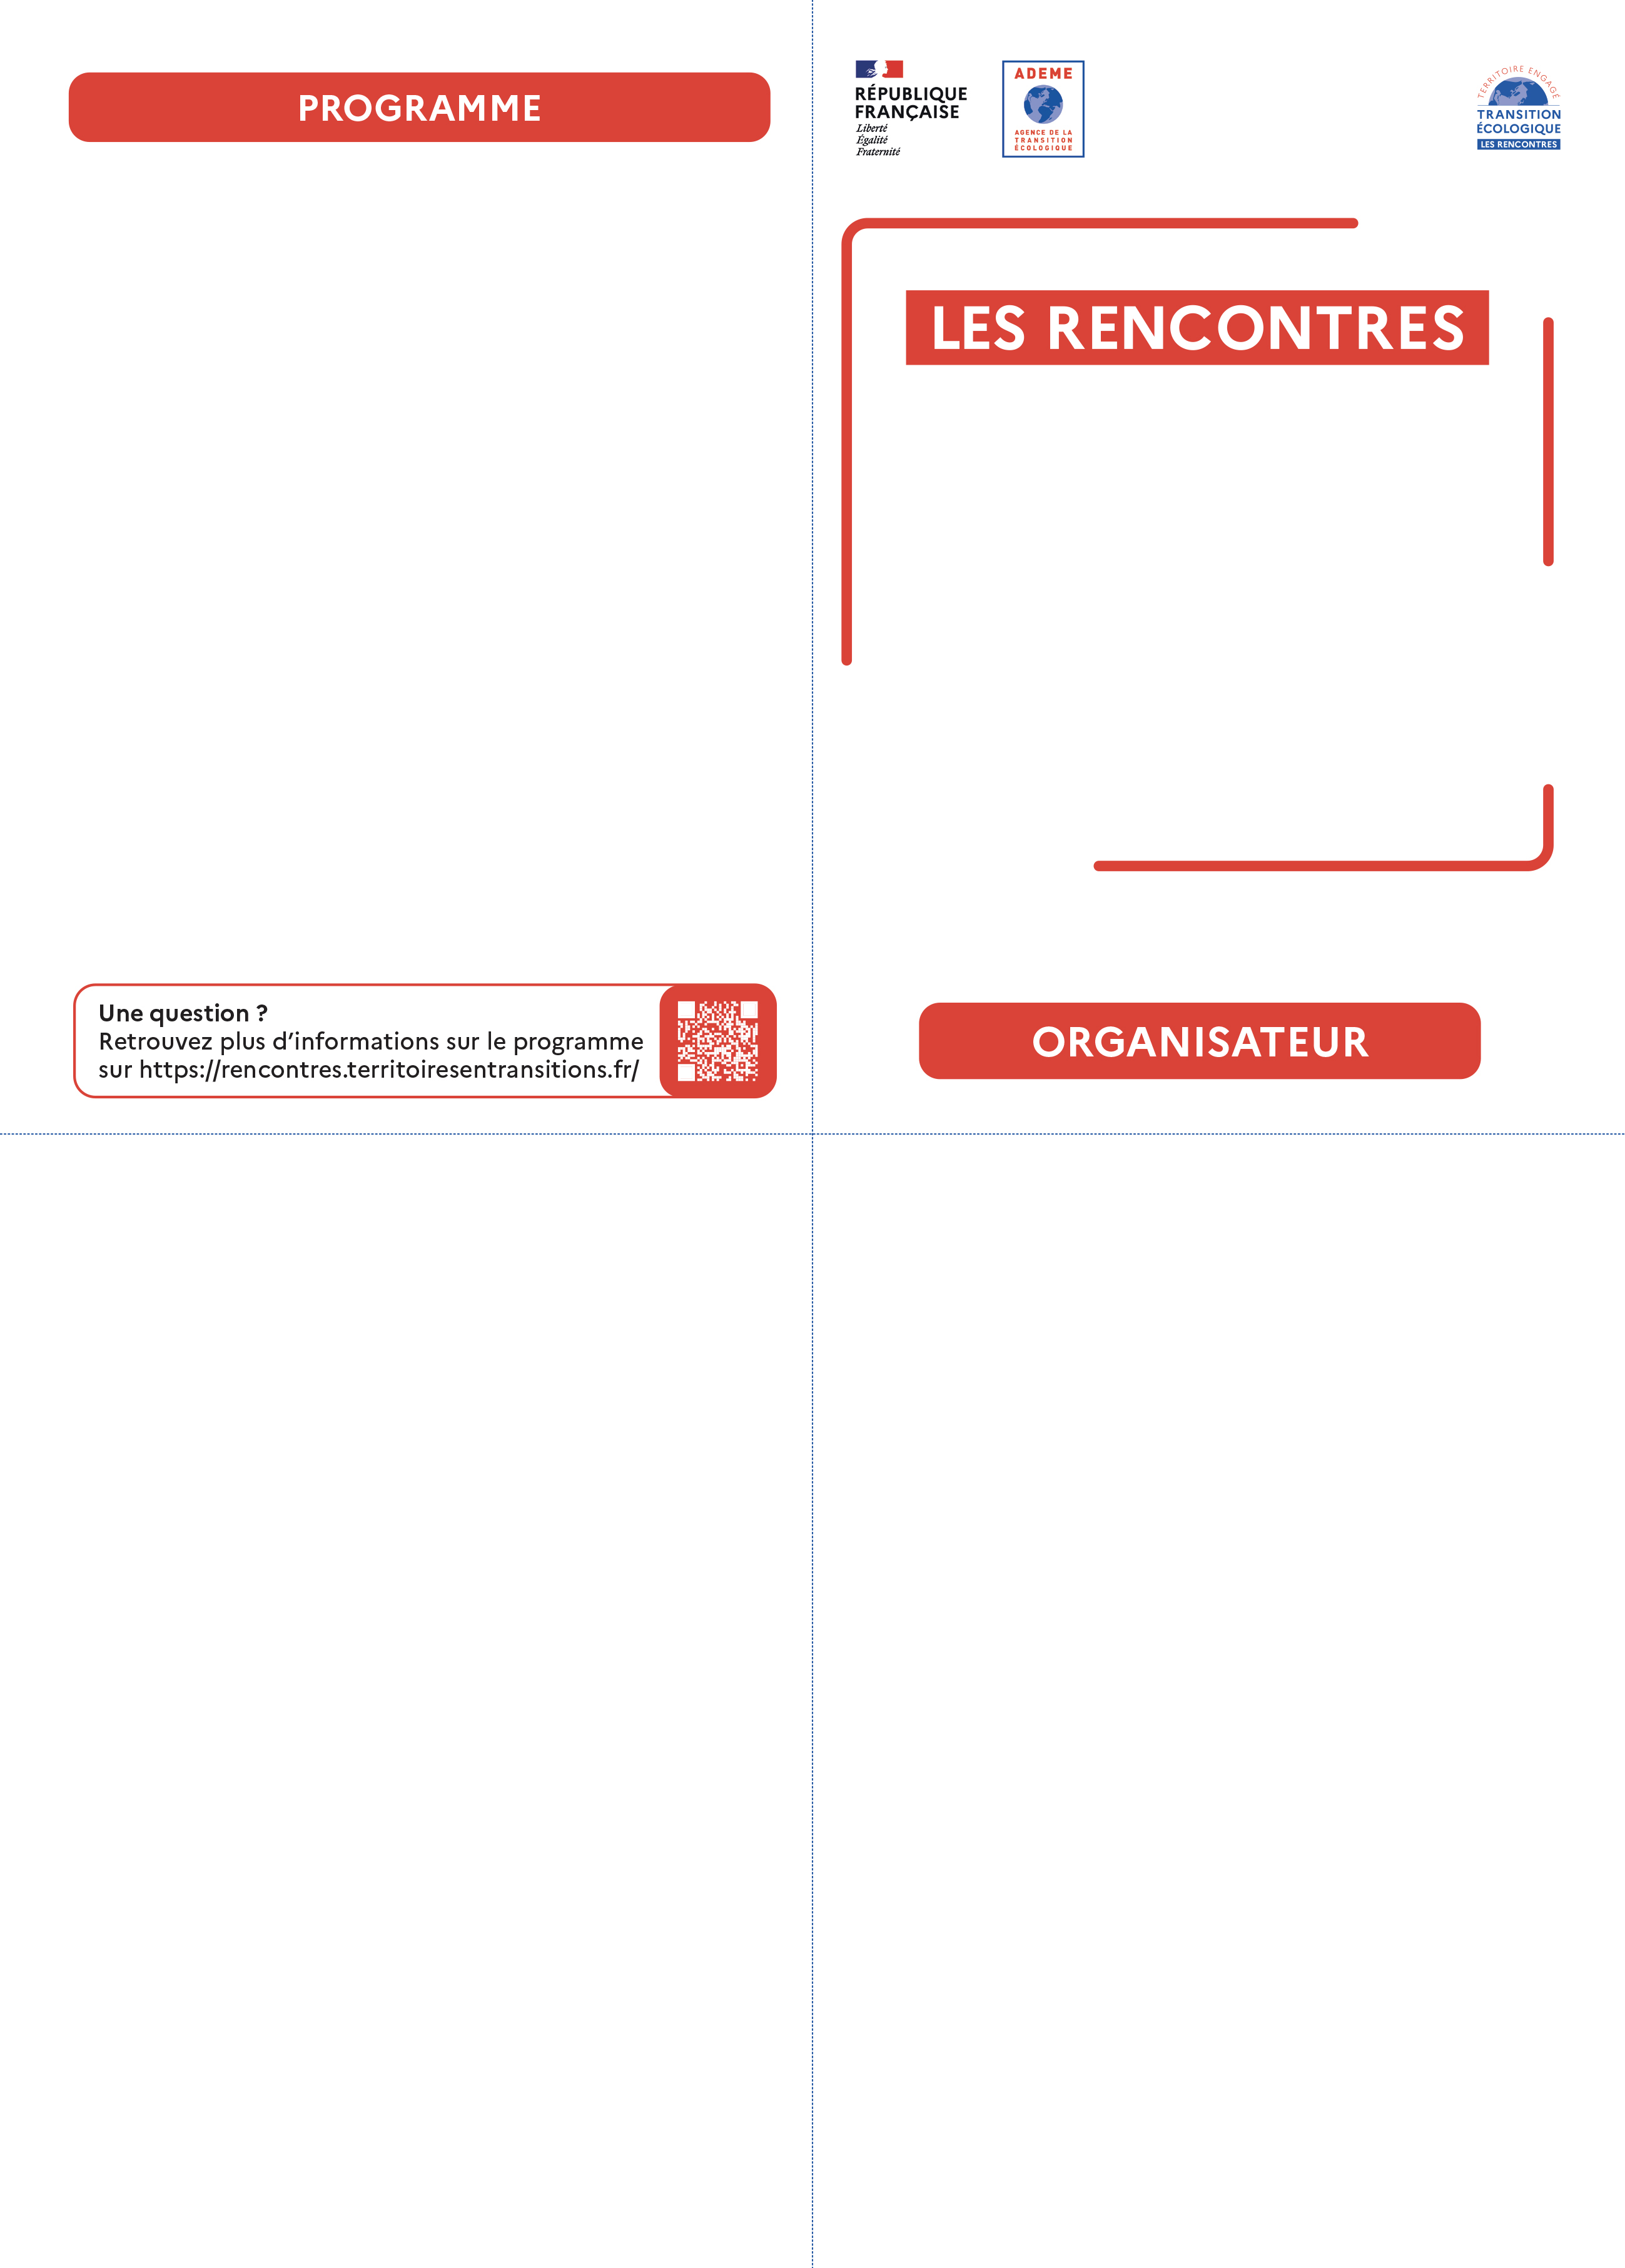 PROGRAMME
Une question ?
Retrouvez plus d’informations sur le programme
sur https://rencontres.territoiresentransitions.fr/
RÉPUBLIQUE
FRANÇAISE
Liberté
Égalité
Fraternité
ADEME
AGENCE DE LA
TRANSITION
ÉCOLOGIQUE
TERRITOIRE ENGAGÉ
TRANSITION
ÉCOLOGIQUE
LES RENCONTRES
LES RENCONTRES
ORGANISATEUR